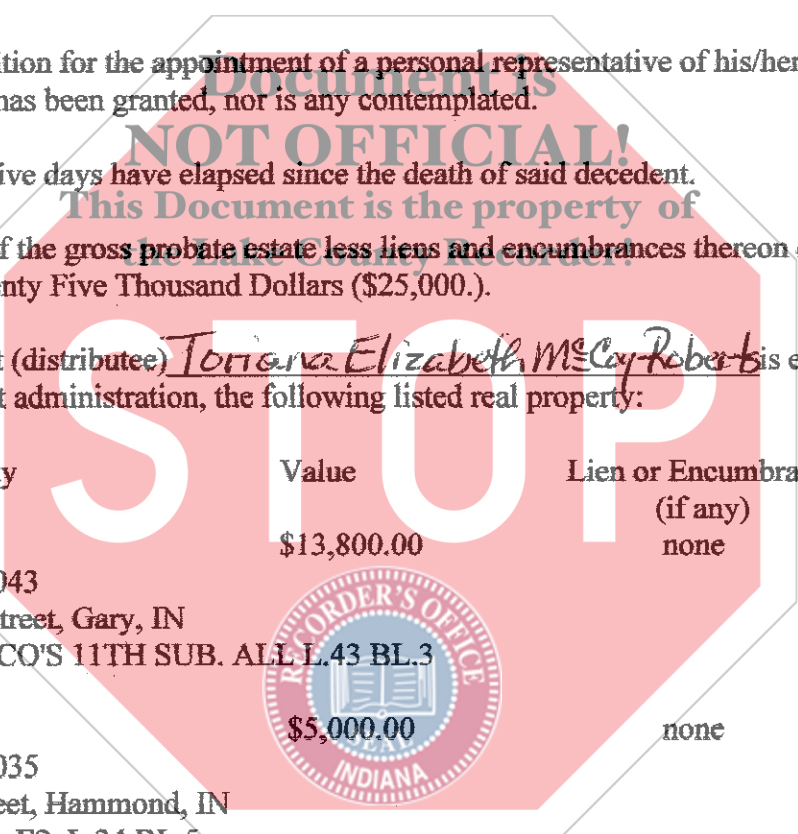 ition for the appointment of a personal representative of his/her
Document is
has been granted, nor is any contemplated.
NOT OFFICIAL!
ive days have elapsed since the death of said decedent.
This Document is the property of
f the gross probate estate less liens and encumbrances thereon
the Lake County Recorder!
nty Five Thousand Dollars ($25,000.).
STOP
t (distributee) Toriana Elizabeth McCoy-Roberts is e
t administration, the following listed real property:
y Value Lien or Encumbra
(if any)
$13,800.00 none
043
treet, Gary, IN
CO'S 11TH SUB. ALL L.43 BL.3
RECORDER'S OFFICE
$5,000.00 none
SEAL
INDIANA
035
eet, Hammond, IN